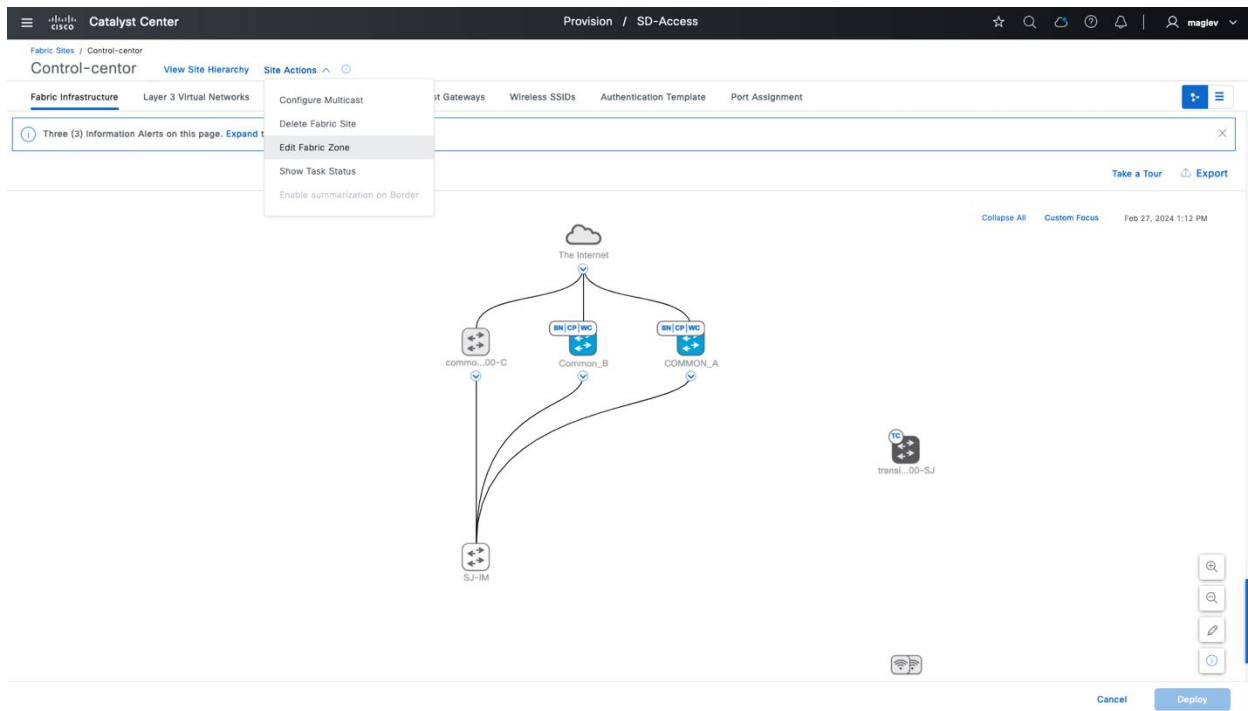 cisco Catalyst Center Provision / SD-Access maglev
Fabric Sites / Control-centor
Control-centor View Site Hierarchy Site Actions
Fabric Infrastructure Layer 3 Virtual Networks st Gateways Wireless SSIDs Authentication Template Port Assignment
Configure Multicast
Delete Fabric Site
Three (3) Information Alerts on this page. Expand t
Edit Fabric Zone
Show Task Status
Take a Tour Export
Enable summarization on Border
Collapse All Custom Focus Feb 27, 2024 1:12 PM
The Internet
BN|CP|WC BN|CP|WC
commo...00-C Common_B COMMON_A
TC
transi...00-SJ
SJ-IM
Cancel Deploy